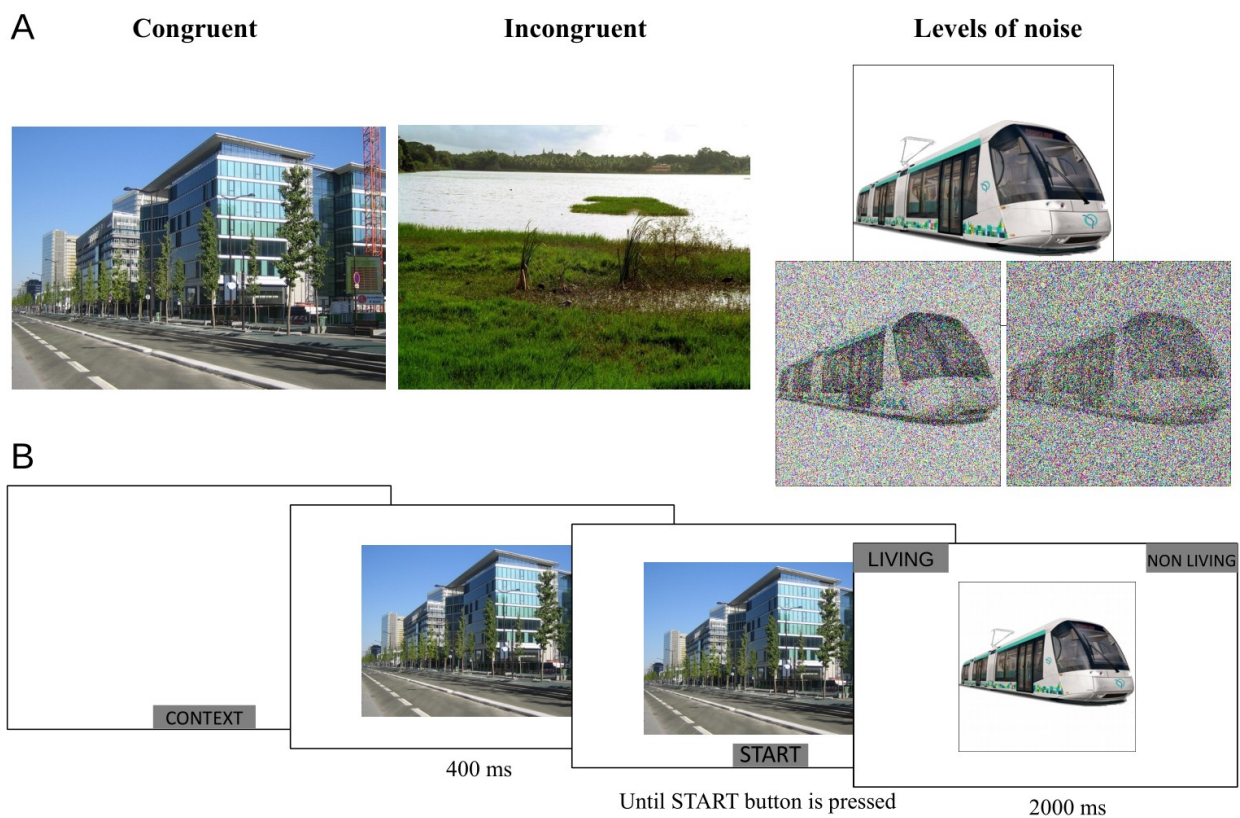 A
Congruent
Incongruent
Levels of noise
B
CONTEXT
400 ms
START
Until START button is pressed
LIVING
NON LIVING
2000 ms